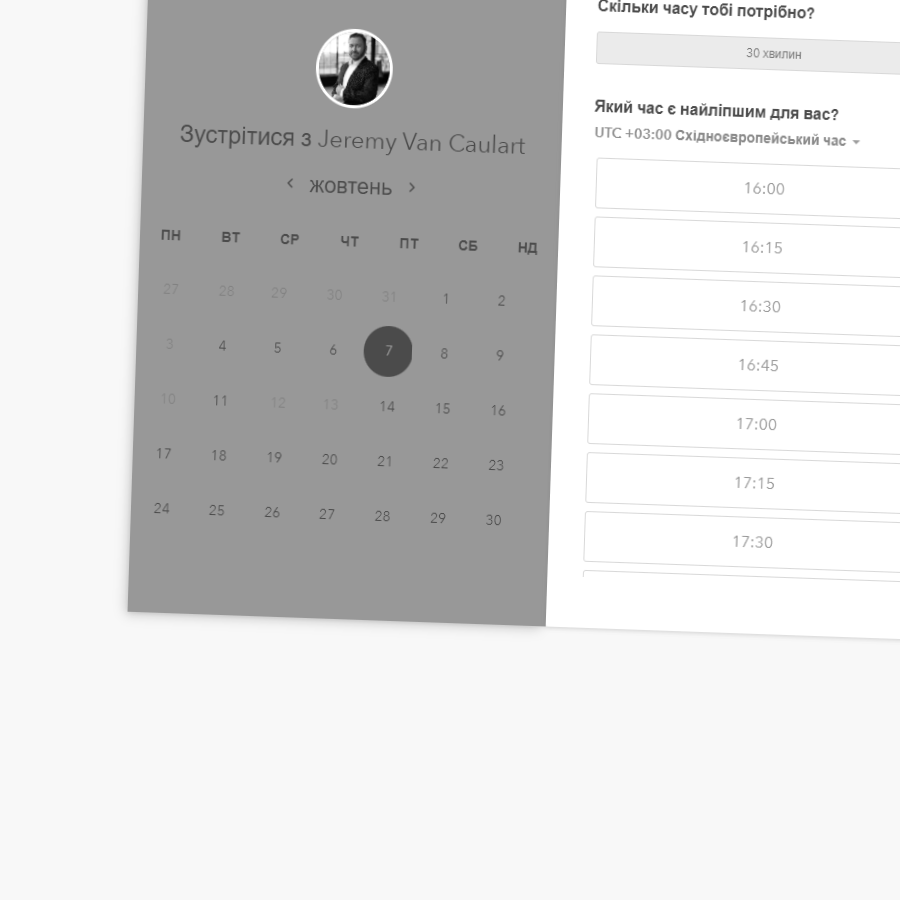 Зустрітися з Jeremy Van Caulart
‹ жовтень ›
ПН ВТ СР ЧТ ПТ СБ НД
27 28 29 30 31 1 2
3 4 5 6 7 8 9
10 11 12 13 14 15 16
17 18 19 20 21 22 23
24 25 26 27 28 29 30
Скільки часу тобі потрібно?
30 хвилин
Який час є найліпшим для вас?
UTC +03:00 Східноєвропейський час
16:00
16:15
16:30
16:45
17:00
17:15
17:30